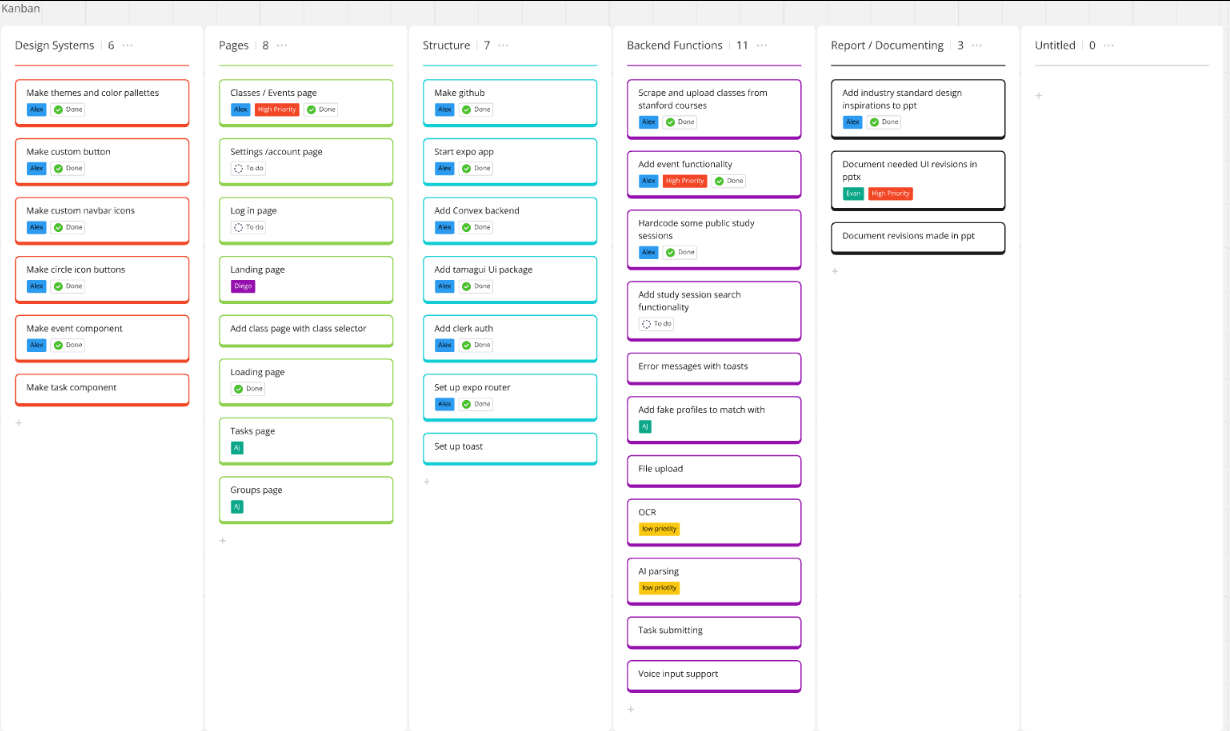 Kanban
Design Systems 6 ...
Make themes and color pallettes
Alex Done
Make custom button
Alex Done
Make custom navbar icons
Alex Done
Make circle icon buttons
Alex Done
Make event component
Alex Done
Make task component
+
Pages 8 ...
Classes / Events page
Alex High Priority Done
Settings /account page
To do
Log in page
To do
Landing page
Diego
Add class page with class selector
Loading page
Done
Tasks page
AJ
Groups page
AJ
+
Structure 7 ...
Make github
Alex Done
Start expo app
Alex Done
Add Convex backend
Alex Done
Add tamagui Ui package
Alex Done
Add clerk auth
Alex Done
Set up expo router
Alex Done
Set up toast
+
Backend Functions 11 ...
Scrape and upload classes from
stanford courses
Alex Done
Add event functionality
Alex High Priority Done
Hardcode some public study
sessions
Alex Done
Add study session search
functionality
To do
Error messages with toasts
Add fake profiles to match with
AJ
FIle upload
OCR
low priotity
AI parsing
low priotity
Task submitting
Voice input support
+
Report / Documenting 3 ...
Add industry standard design
inspirations to ppt
Alex Done
Document needed UI revisions in
pptx
Evan High Priority
Document revisions made in ppt
+
Untitled 0 ...
+